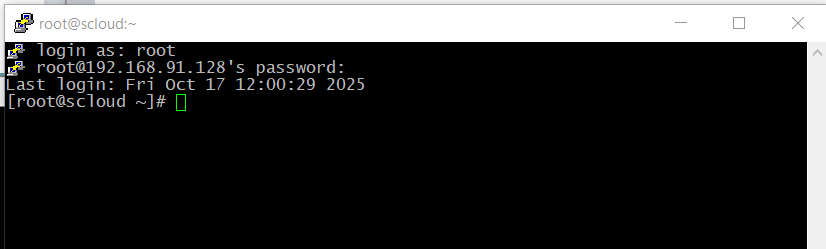 root@scloud:~
login as: root
root@192.168.91.128's password:
Last login: Fri Oct 17 12:00:29 2025
[root@scloud ~]#